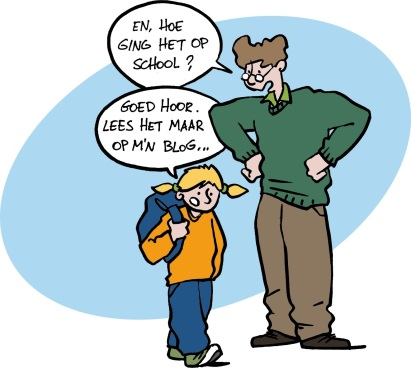 EN, HOE
GING HET OP
SCHOOL ?
GOED HOOR.
LEES HET MAAR
OP M'N BLOG...